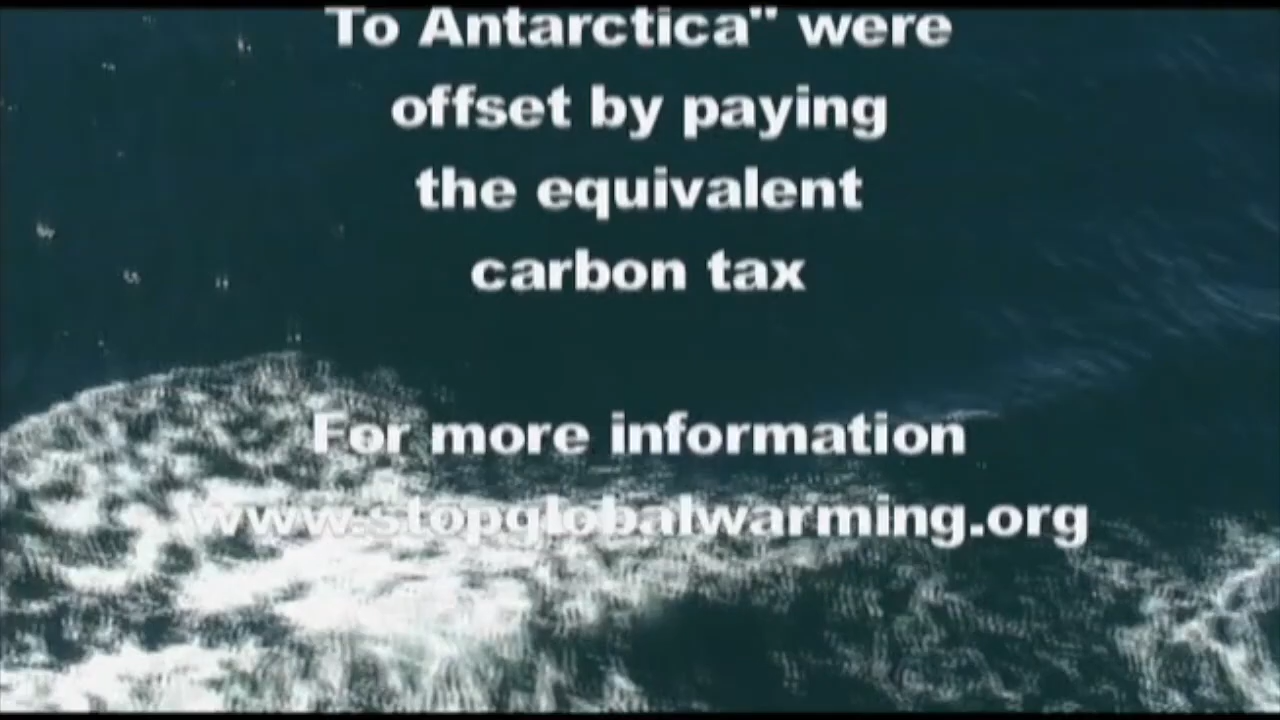 To Antarctica" were
offset by paying
the equivalent
carbon tax
For more information
www.stopglobalwarming.org